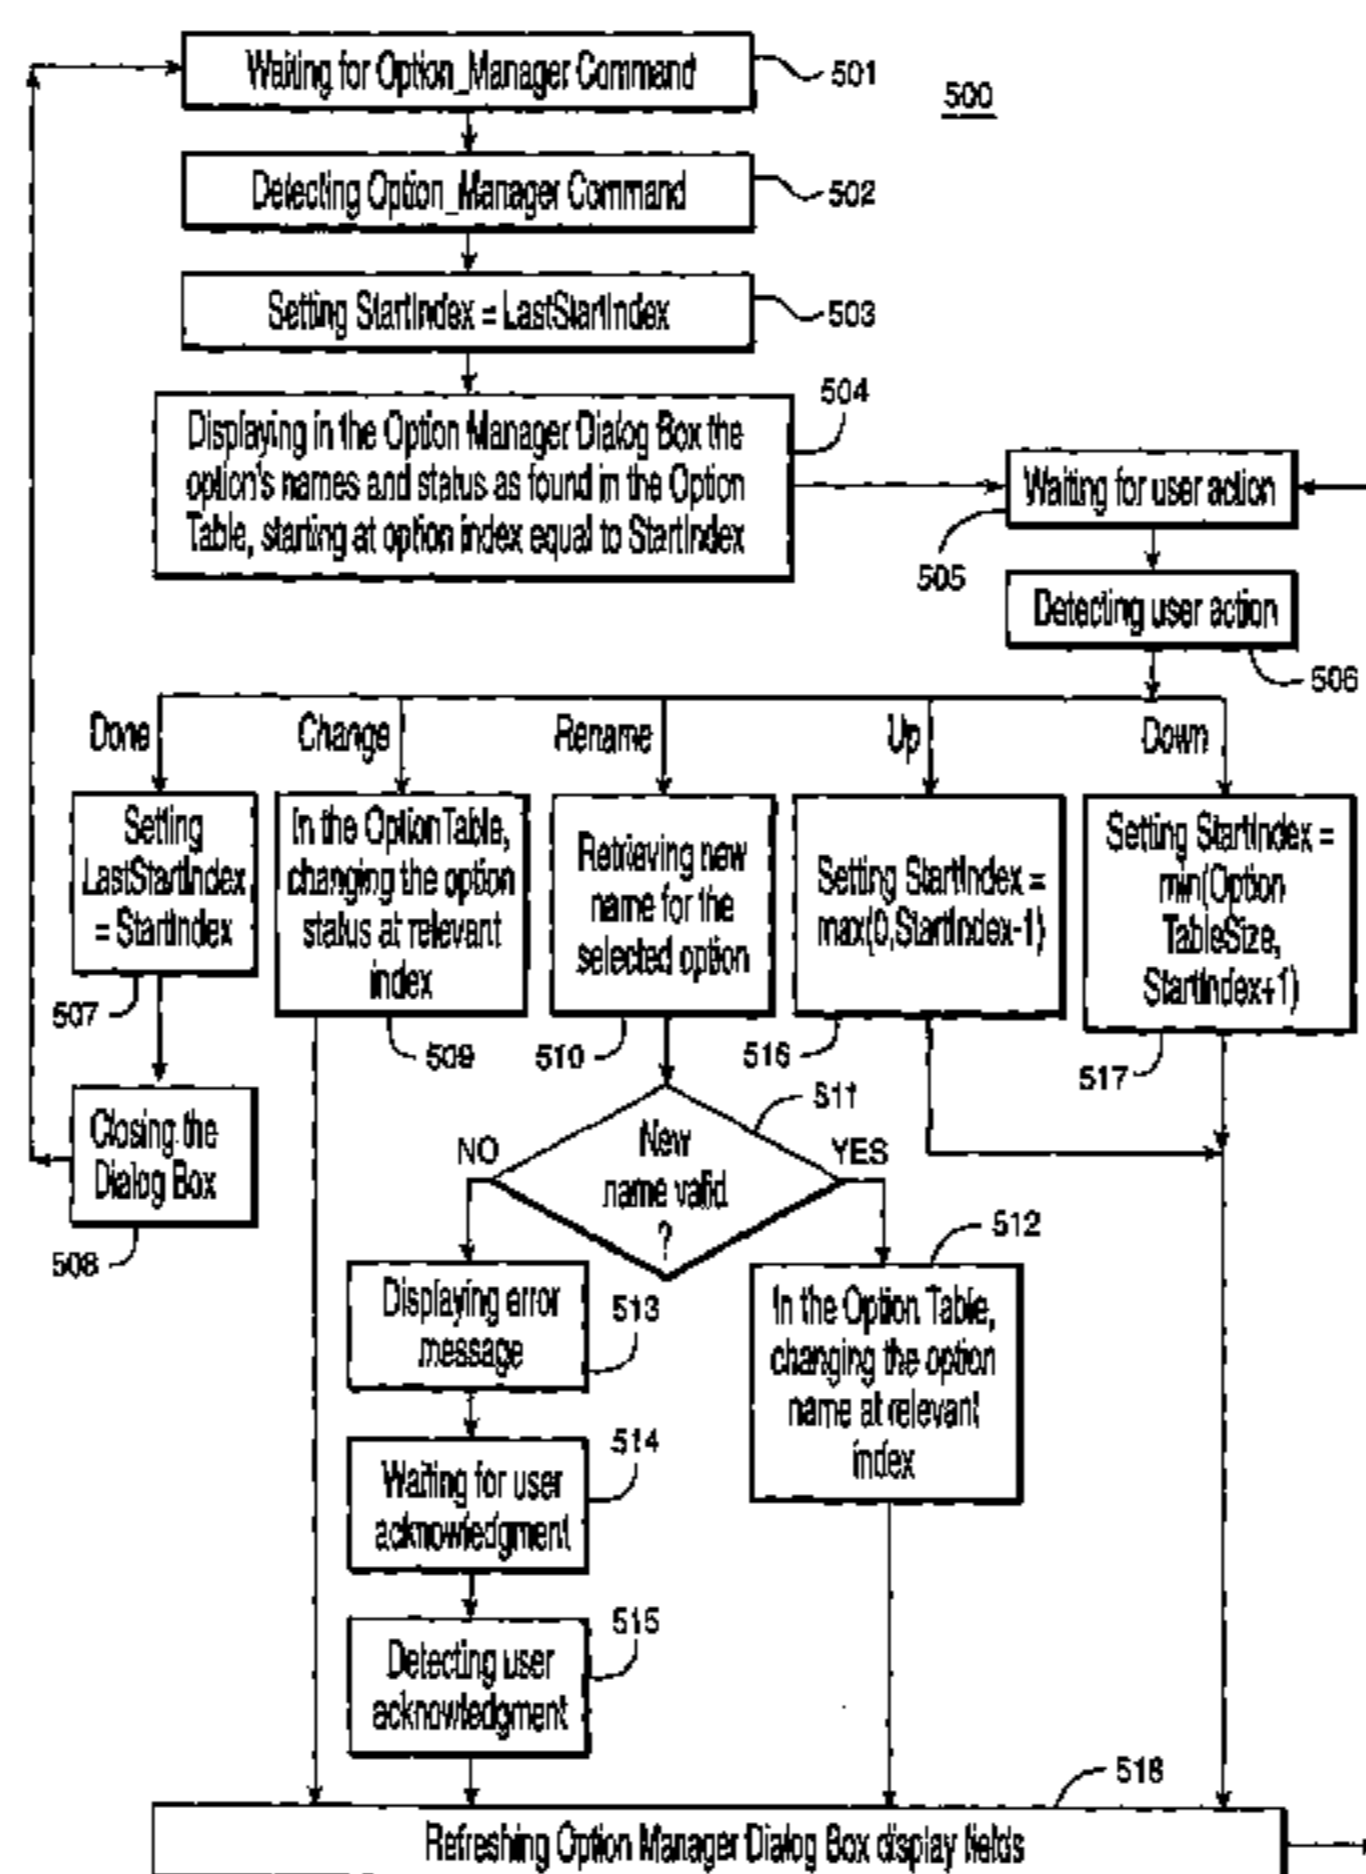 Waiting for Option_Manager Command
501
500
Detecting Option_Manager Command
502
Setting StartIndex = LastStartIndex
503
504
Displaying in the Option Manager Dialog Box the
option's names and status as found in the Option
Table, starting at option index equal to StartIndex
Waiting for user action
505
Detecting user action
506
Done
Change
Rename
Up
Down
Setting
LastStartIndex
= StartIndex
507
In the OptionTable,
changing the option
status at relevant
index
509
Retrieving new
name for the
selected option
510
Setting StartIndex =
max(0,StartIndex-1)
516
Setting StartIndex =
min(Option
TableSize,
StartIndex+1)
517
Closing the
Dialog Box
508
511
NO
New
name valid
?
YES
512
Displaying error
message
513
In the Option Table,
changing the option
name at relevant
index
Waiting for user
acknowledgment
514
Detecting user
acknowledgment
515
518
Refreshing Option Manager Dialog Box display fields